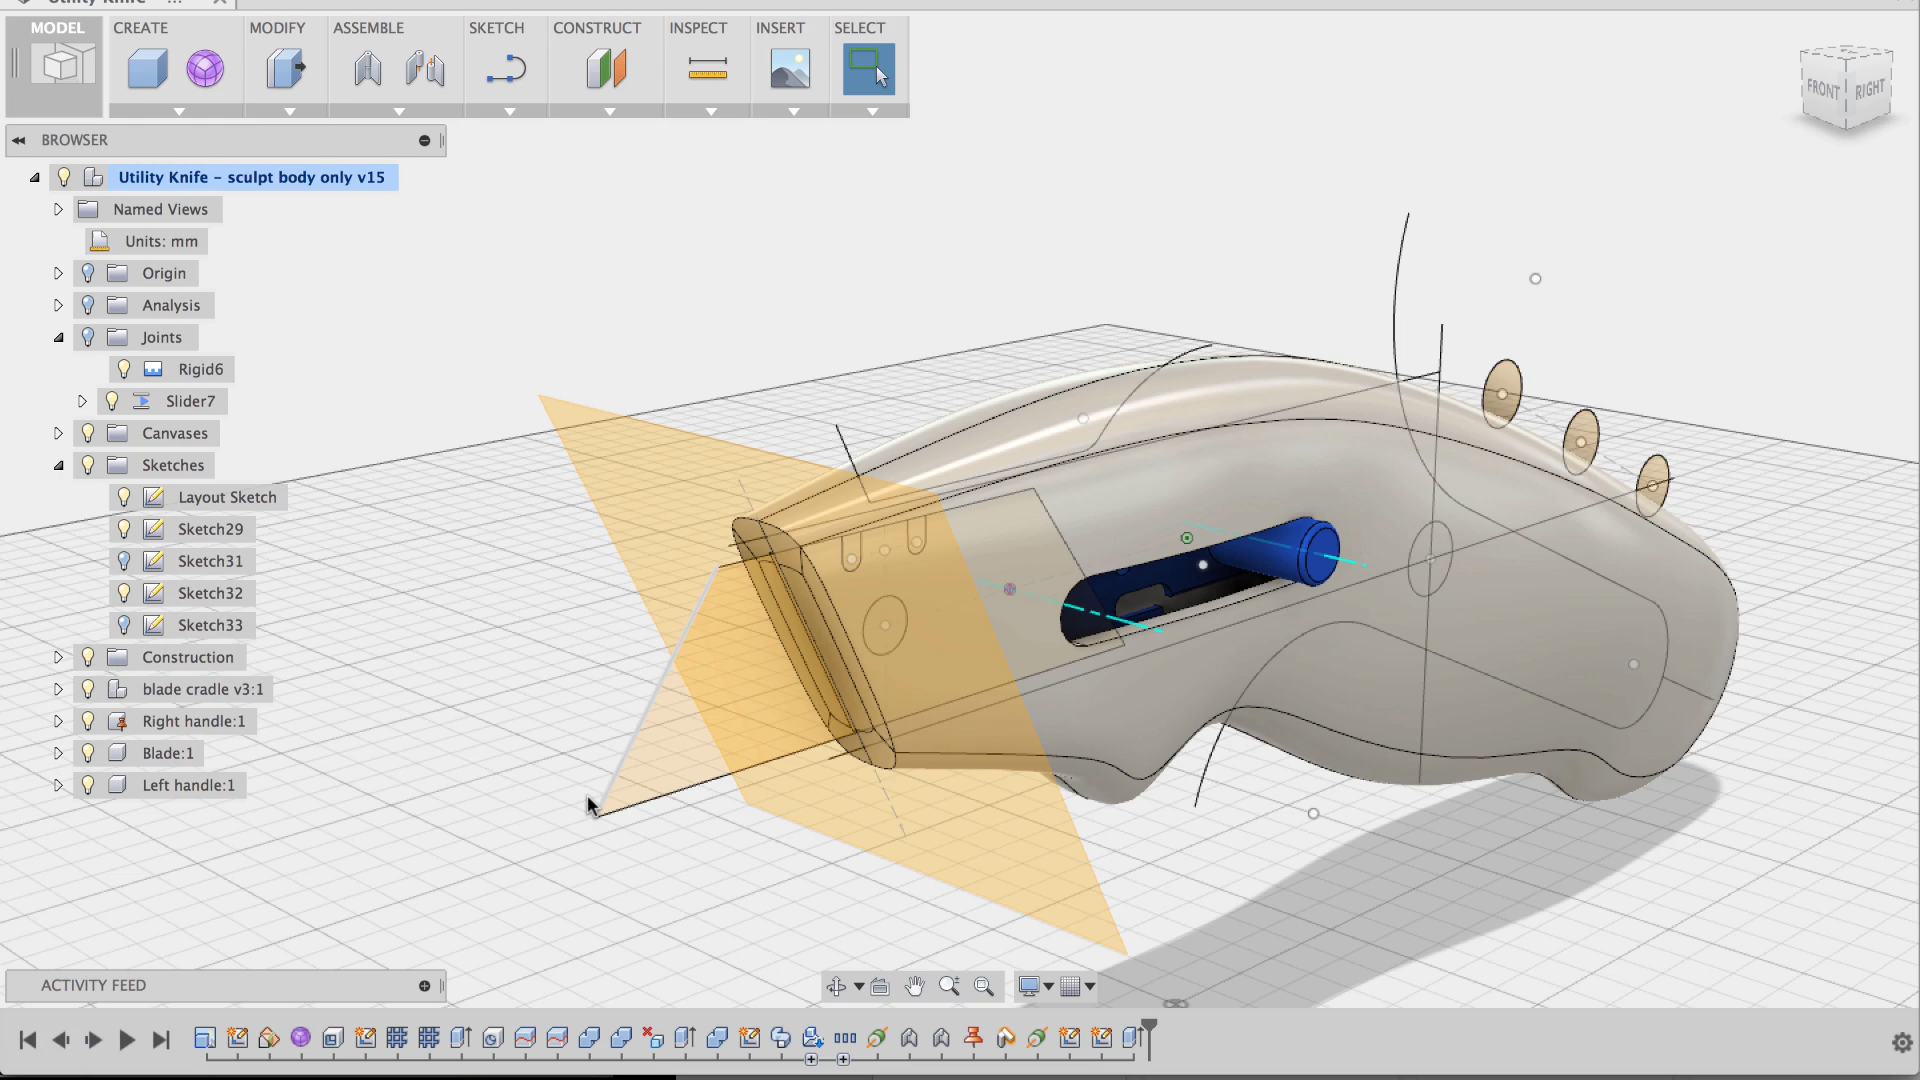 MODEL
CREATE
MODIFY
ASSEMBLE
SKETCH
CONSTRUCT
INSPECT
INSERT
SELECT
FRONT
RIGHT
BROWSER
Utility Knife – sculpt body only v15
Named Views
Units: mm
Origin
Analysis
Joints
Rigid6
Slider7
Canvases
Sketches
Layout Sketch
Sketch29
Sketch31
Sketch32
Sketch33
Construction
blade cradle v3:1
Right handle:1
Blade:1
Left handle:1
ACTIVITY FEED